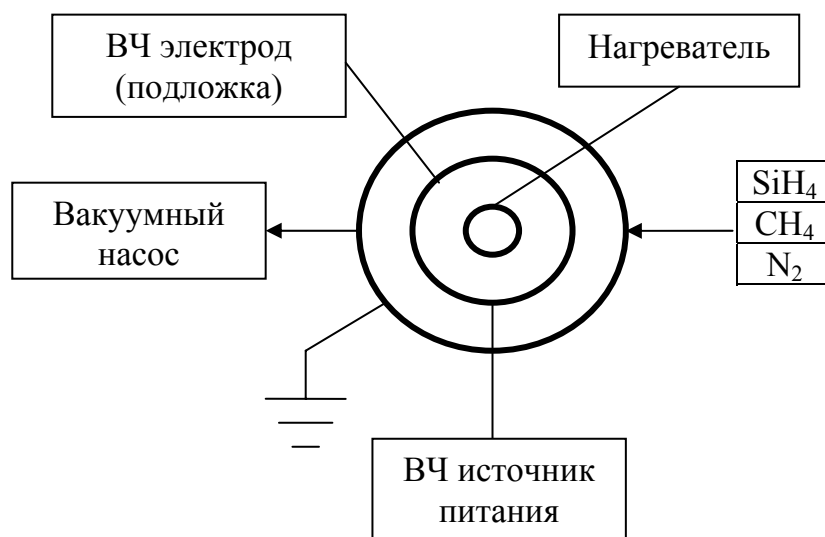 ВЧ электрод
(подложка)
Нагреватель
Вакуумный
насос
SiH₄
CH₄
N₂
ВЧ источник
питания